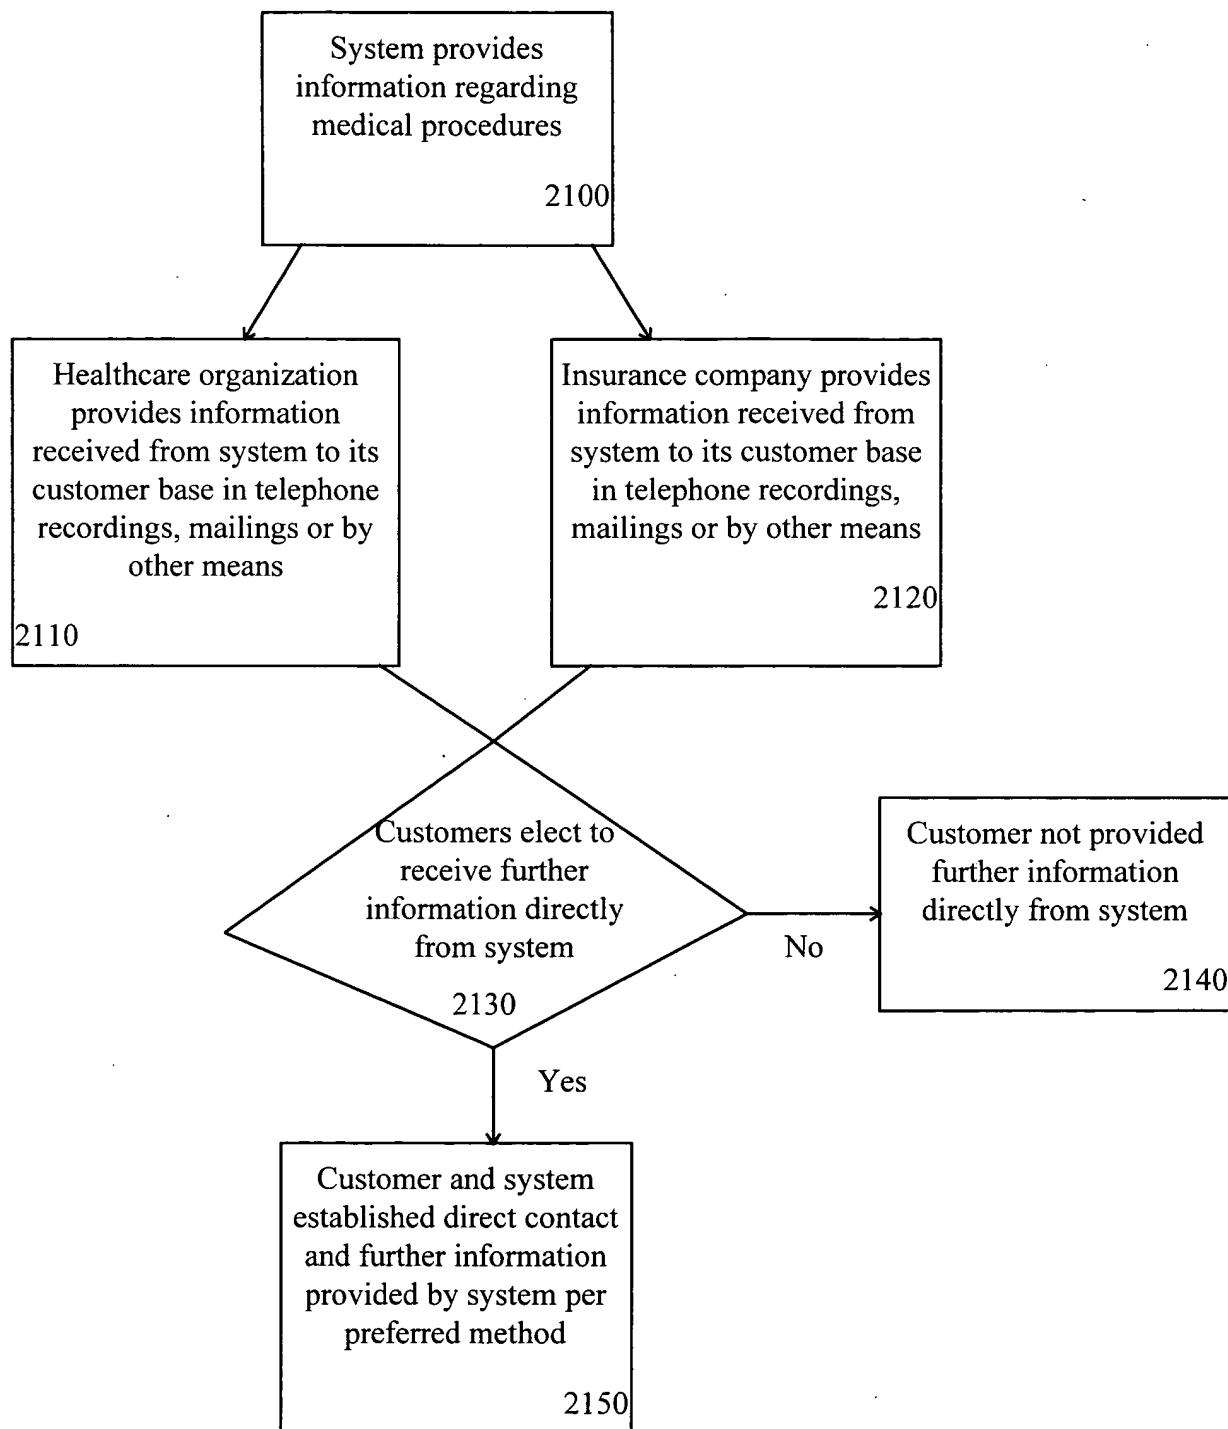 System provides
information regarding
medical procedures
2100
Healthcare organization
provides information
received from system to its
customer base in telephone
recordings, mailings or by
other means
2110
Insurance company provides
information received from
system to its customer base
in telephone recordings,
mailings or by other means
2120
Customers elect to
receive further
information directly
from system
2130
No
Customer not provided
further information
directly from system
2140
Yes
Customer and system
established direct contact
and further information
provided by system per
preferred method
2150